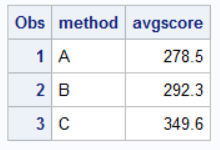 Obs method avgscore
1 A 278.5
2 B 292.3
3 C 349.6